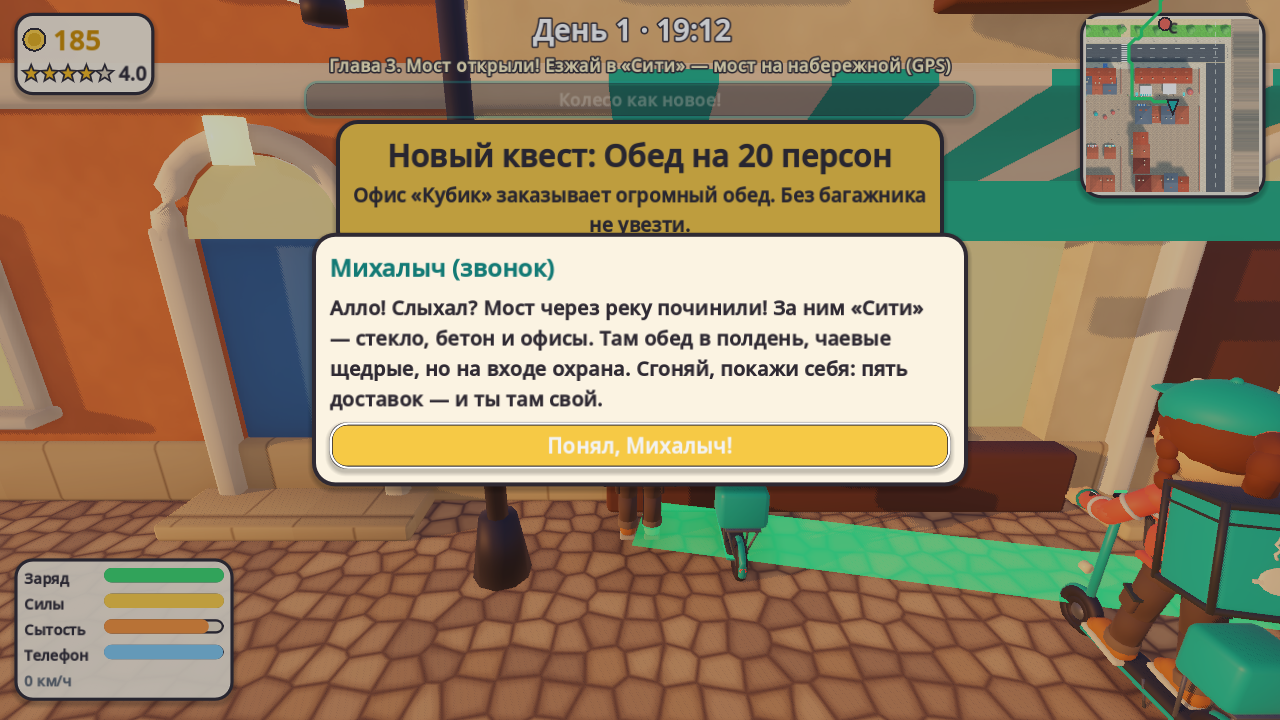 185
4.0
День 1 · 19:12
Глава 3. Мост открыли! Езжай в «Сити» — мост на набережной (GPS)
Колесо как новое!
Новый квест: Обед на 20 персон
Офис «Кубик» заказывает огромный обед. Без багажника
не увезти.
Михалыч (звонок)
Алло! Слыхал? Мост через реку починили! За ним «Сити»
— стекло, бетон и офисы. Там обед в полдень, чаевые
щедрые, но на входе охрана. Сгоняй, покажи себя: пять
доставок — и ты там свой.
Понял, Михалыч!
Заряд
Силы
Сытость
Телефон
0 км/ч
С